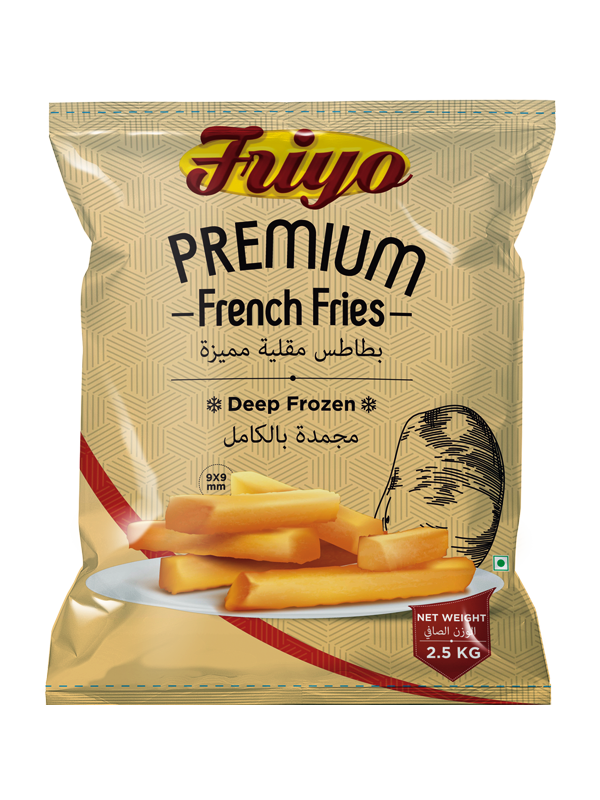 Friyo
PREMIUM
French Fries
بطاطس مقلية مميزة
Deep Frozen
مجمدة بالكامل
9X9
mm
NET WEIGHT
الوزن الصافي
2.5 KG